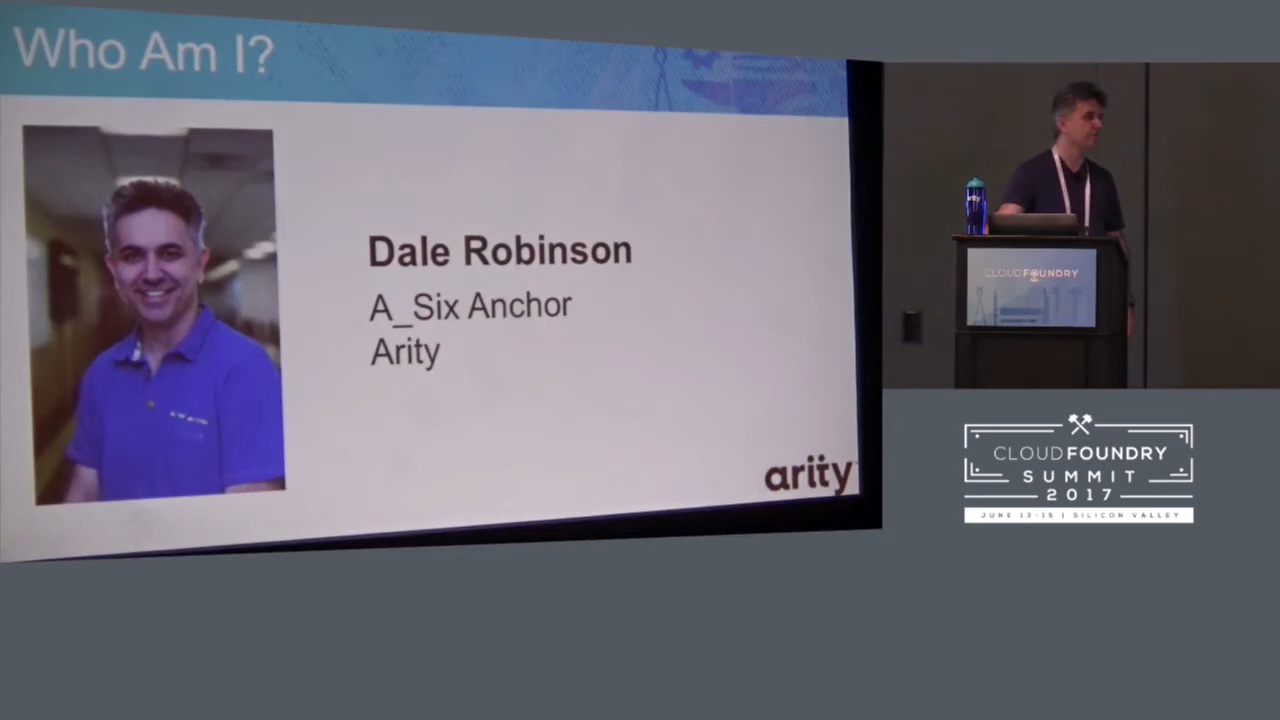 Who Am I?
Dale Robinson
A_Six Anchor
Arity
arity
CLOUD FOUNDRY
CLOUD FOUNDRY
SUMMIT
2017
JUNE 13-15 | SILICON VALLEY